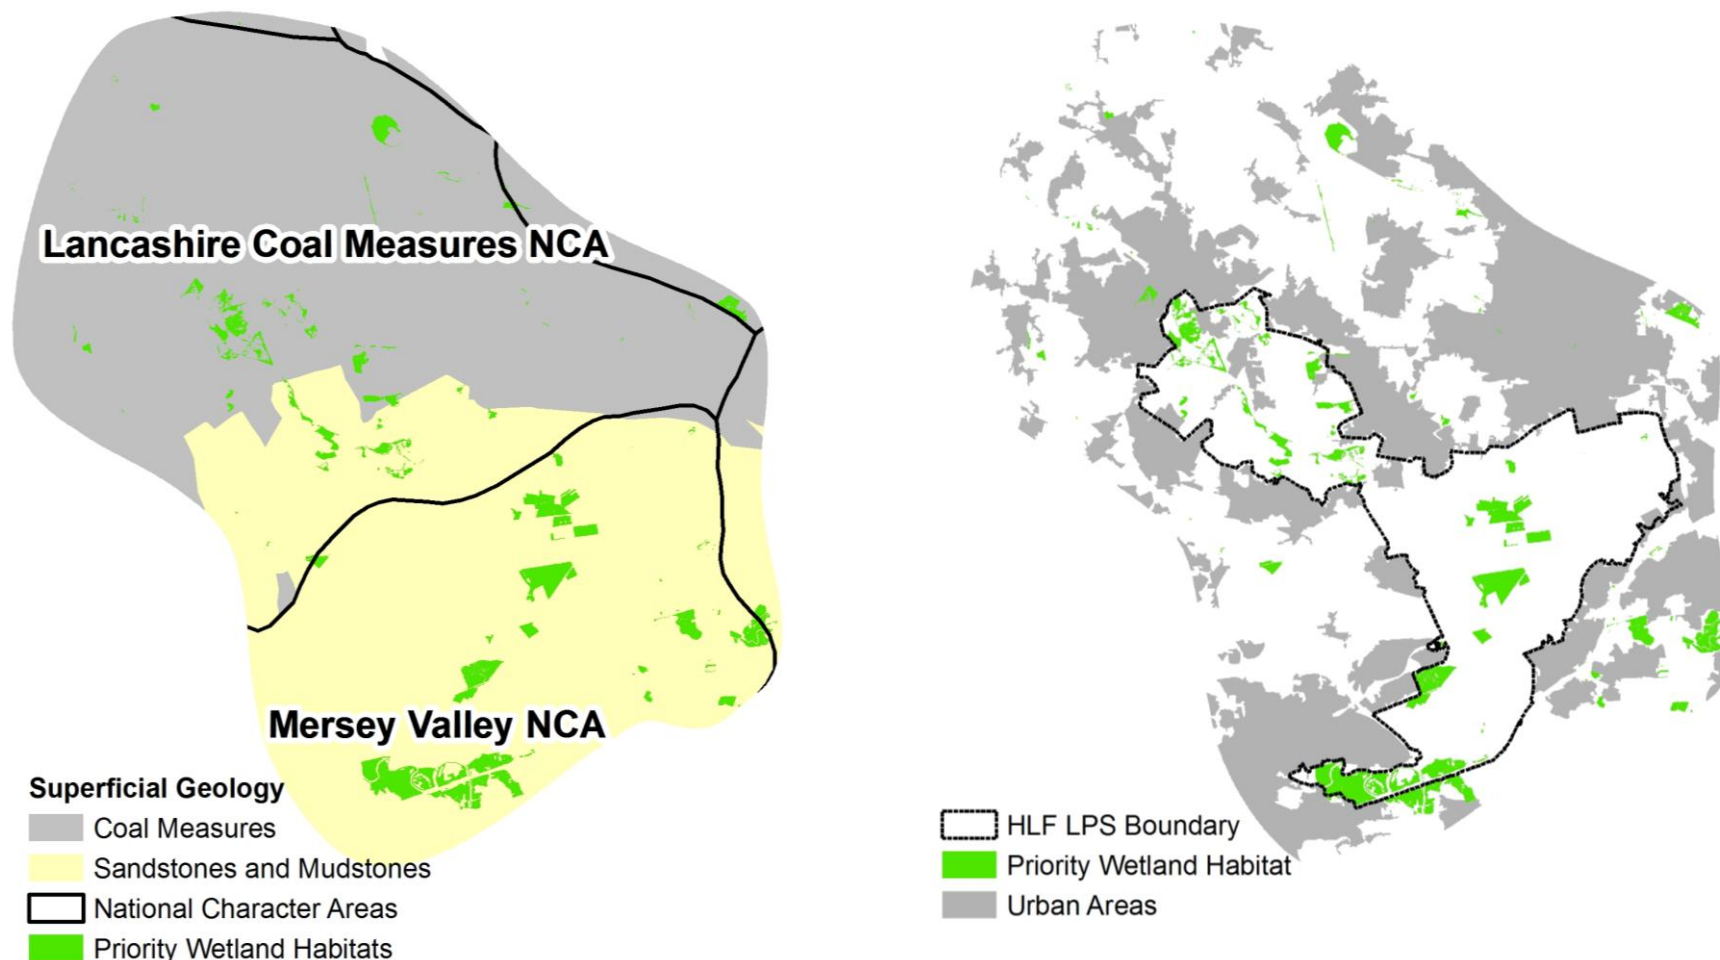 Lancashire Coal Measures NCA
Mersey Valley NCA
Superficial Geology
Coal Measures
Sandstones and Mudstones
National Character Areas
Priority Wetland Habitats
HLF LPS Boundary
Priority Wetland Habitat
Urban Areas